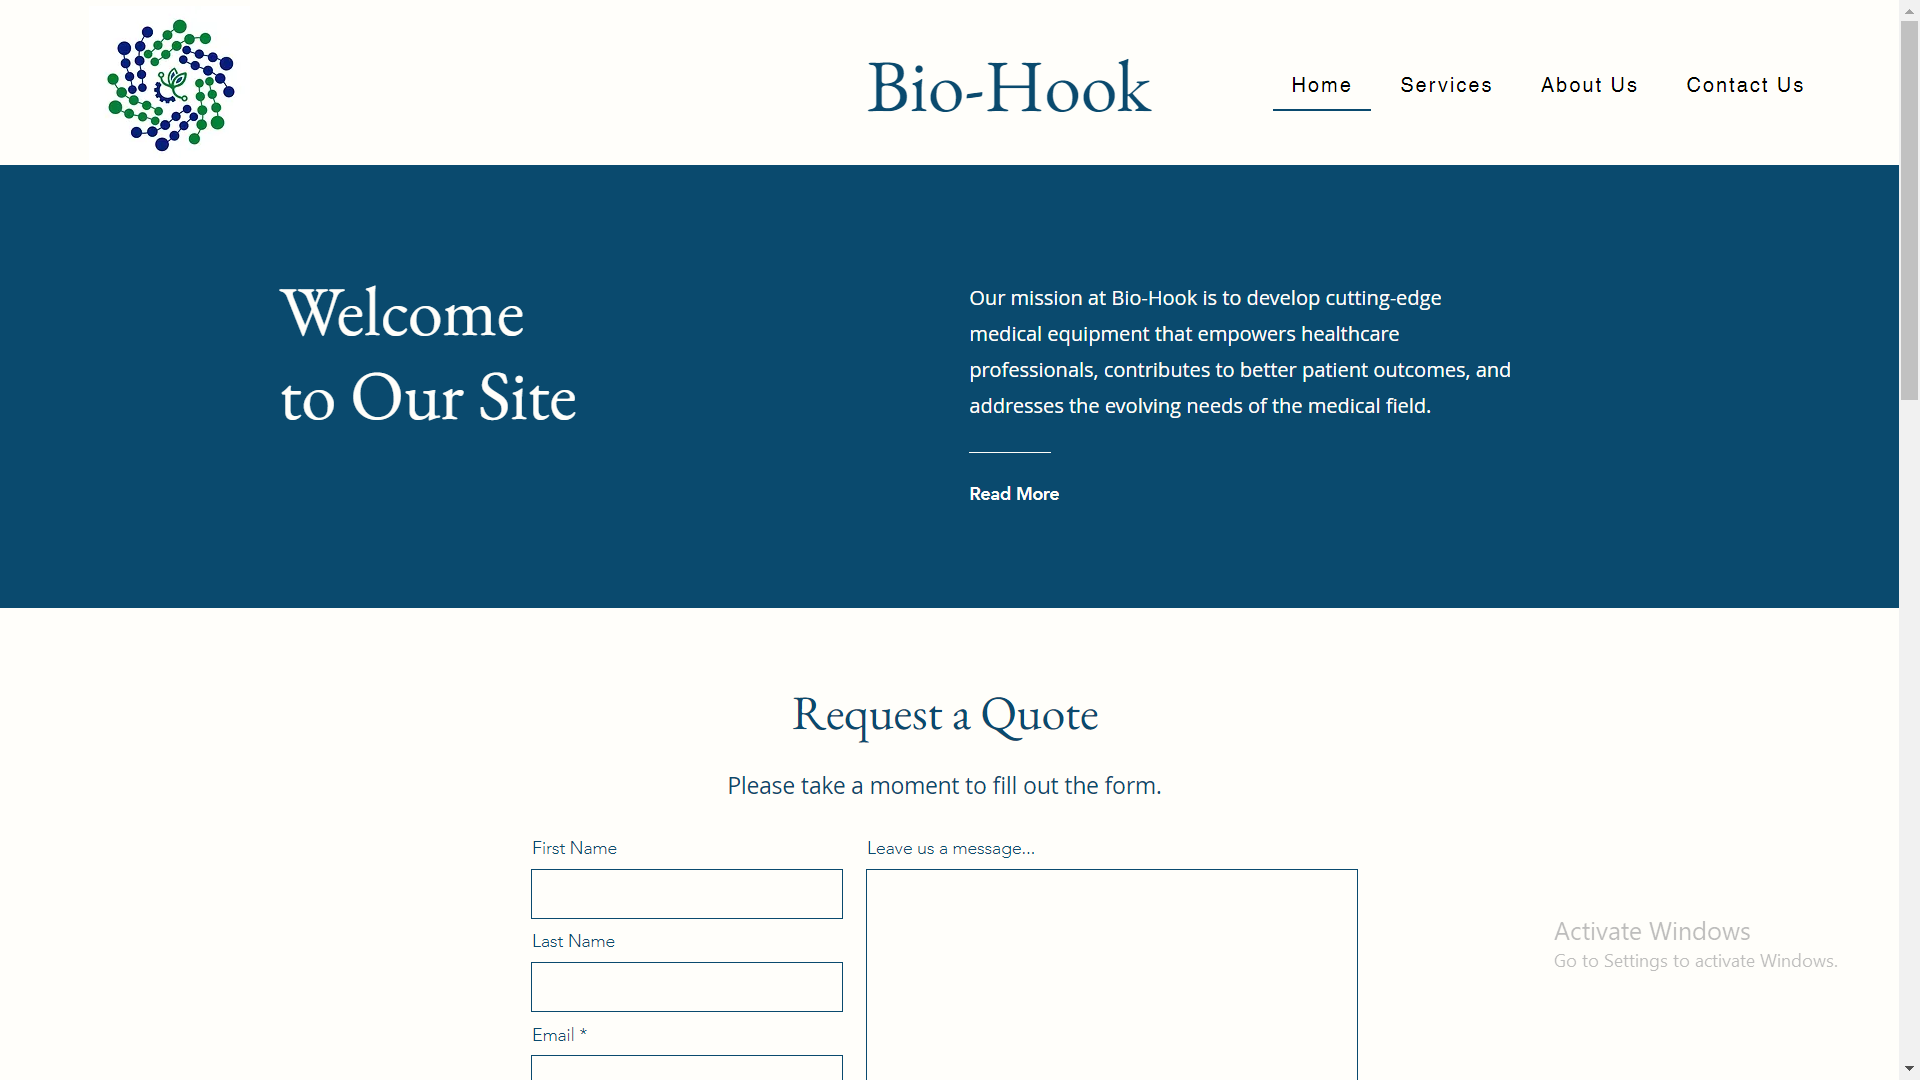 Bio-Hook
Home
Services
About Us
Contact Us
Welcome
to Our Site
Our mission at Bio-Hook is to develop cutting-edge
medical equipment that empowers healthcare
professionals, contributes to better patient outcomes, and
addresses the evolving needs of the medical field.
Read More
Request a Quote
Please take a moment to fill out the form.
First Name
Leave us a message...
Last Name
Email *
Activate Windows
Go to Settings to activate Windows.